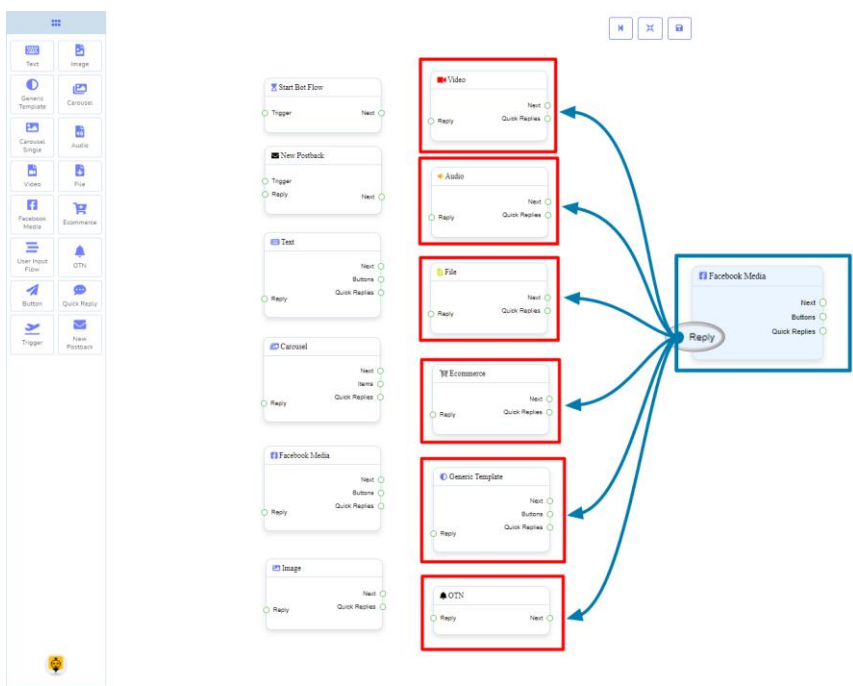 Text
Image
Generic
Template
Carousel
Carousel
Single
Audio
Video
File
Facebook
Media
Ecommerce
User Input
Flow
OTN
Button
Quick Reply
Trigger
New
Postback
Start Bot Flow
Trigger
Next
New Postback
Trigger
Reply
Next
Text
Next
Buttons
Quick Replies
Reply
Carousel
Next
Items
Quick Replies
Reply
Facebook Media
Next
Buttons
Quick Replies
Reply
Image
Next
Quick Replies
Reply
Video
Next
Quick Replies
Reply
Audio
Next
Quick Replies
Reply
File
Next
Quick Replies
Reply
Ecommerce
Next
Quick Replies
Reply
Generic Template
Next
Buttons
Quick Replies
Reply
OTN
Reply
Next
Facebook Media
Next
Buttons
Quick Replies
Reply